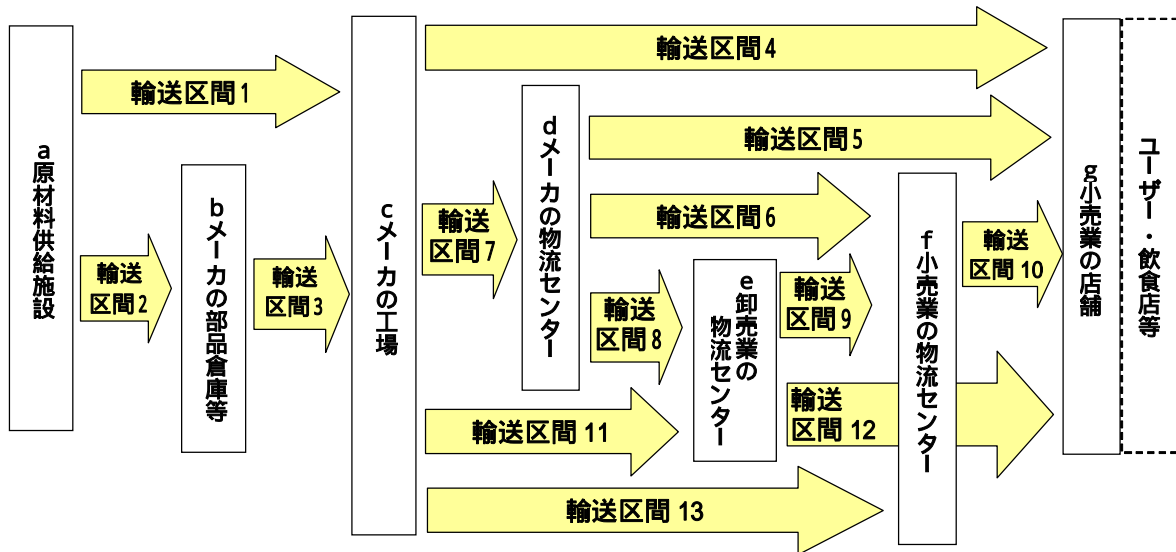 a原材料供給施設
輸送区間1
輸送
区間2
bメーカの部品倉庫等
輸送
区間3
cメーカの工場
輸送区間4
輸送
区間7
dメーカの物流センター
輸送区間5
輸送区間6
輸送
区間8
e卸売業の
物流センター
輸送
区間9
輸送区間11
輸送
区間12
輸送区間13
f小売業の物流センター
輸送
区間10
g小売業の店舗
ユーザー・飲食店等